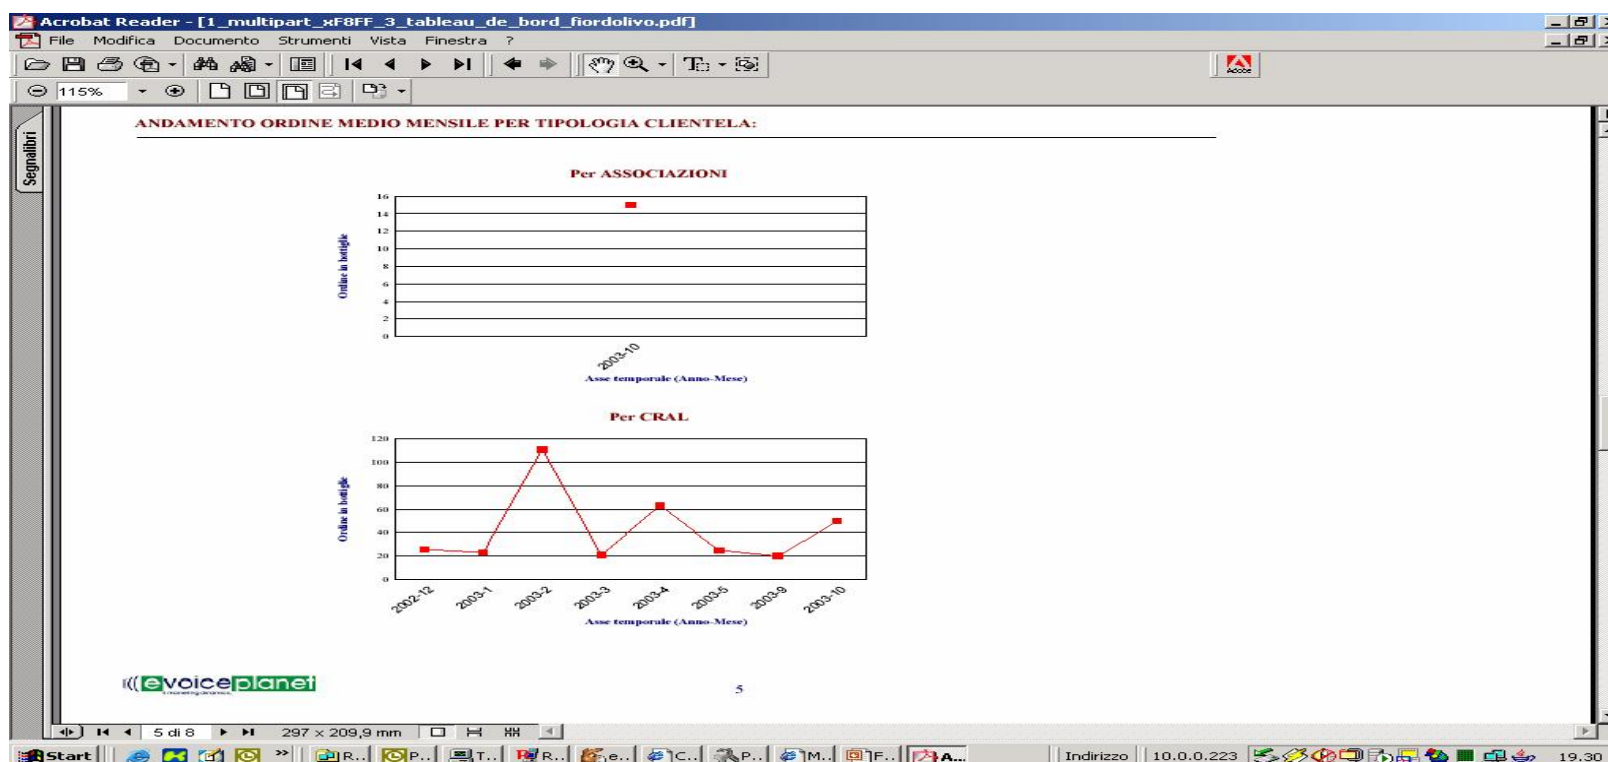 Acrobat Reader - [1_multipart_xF8FF_3_tableau_de_bord_fiordolivo.pdf]
File Modifica Documento Strumenti Vista Finestra ?
115%
Segnalibri
ANDAMENTO ORDINE MEDIO MENSILE PER TIPOLOGIA CLIENTELA:
Per ASSOCIAZIONI
Ordine in bottiglie
16
14
12
10
8
6
4
2
0
2003-10
Asse temporale (Anno-Mese)
Per CRAL
Ordine in bottiglie
120
100
80
60
40
20
0
2002-12 2003-1 2003-2 2003-3 2003-4 2003-5 2003-9 2003-10
Asse temporale (Anno-Mese)
evoiceplanet
5
5 di 8 297 x 209,9 mm
Start R.. P.. T.. R.. e.. C.. P.. M.. F.. A... Indirizzo 10.0.0.223 19.30